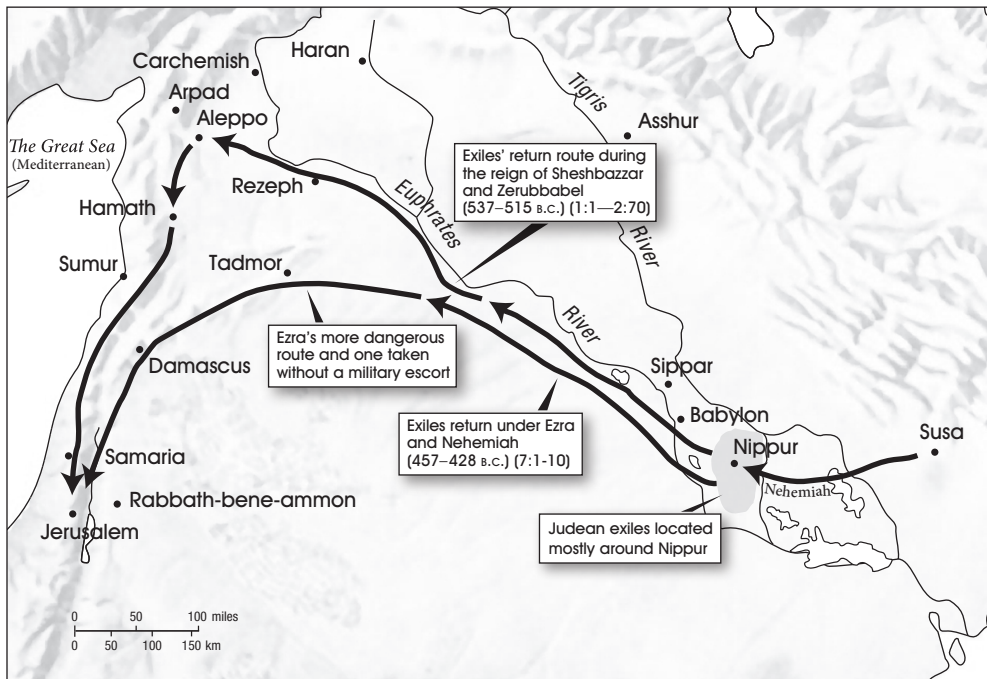 Haran
Carchemish
Arpad
Aleppo
The Great Sea
(Mediterranean)
Tigris
Asshur
Exiles’ return route during
the reign of Sheshbazzar
and Zerubbabel
(537–515 B.C.) (1:1—2:70)
Rezeph
Euphrates
River
Hamath
Sumur
Tadmor
River
Ezra’s more dangerous
route and one taken
without a military escort
Damascus
Sippar
Babylon
Exiles return under Ezra
and Nehemiah
(457–428 B.C.) (7:1-10)
Nippur
Susa
Nehemiah
Samaria
Rabbath-bene-ammon
Jerusalem
Judean exiles located
mostly around Nippur
0 50 100 miles
0 50 100 150 km